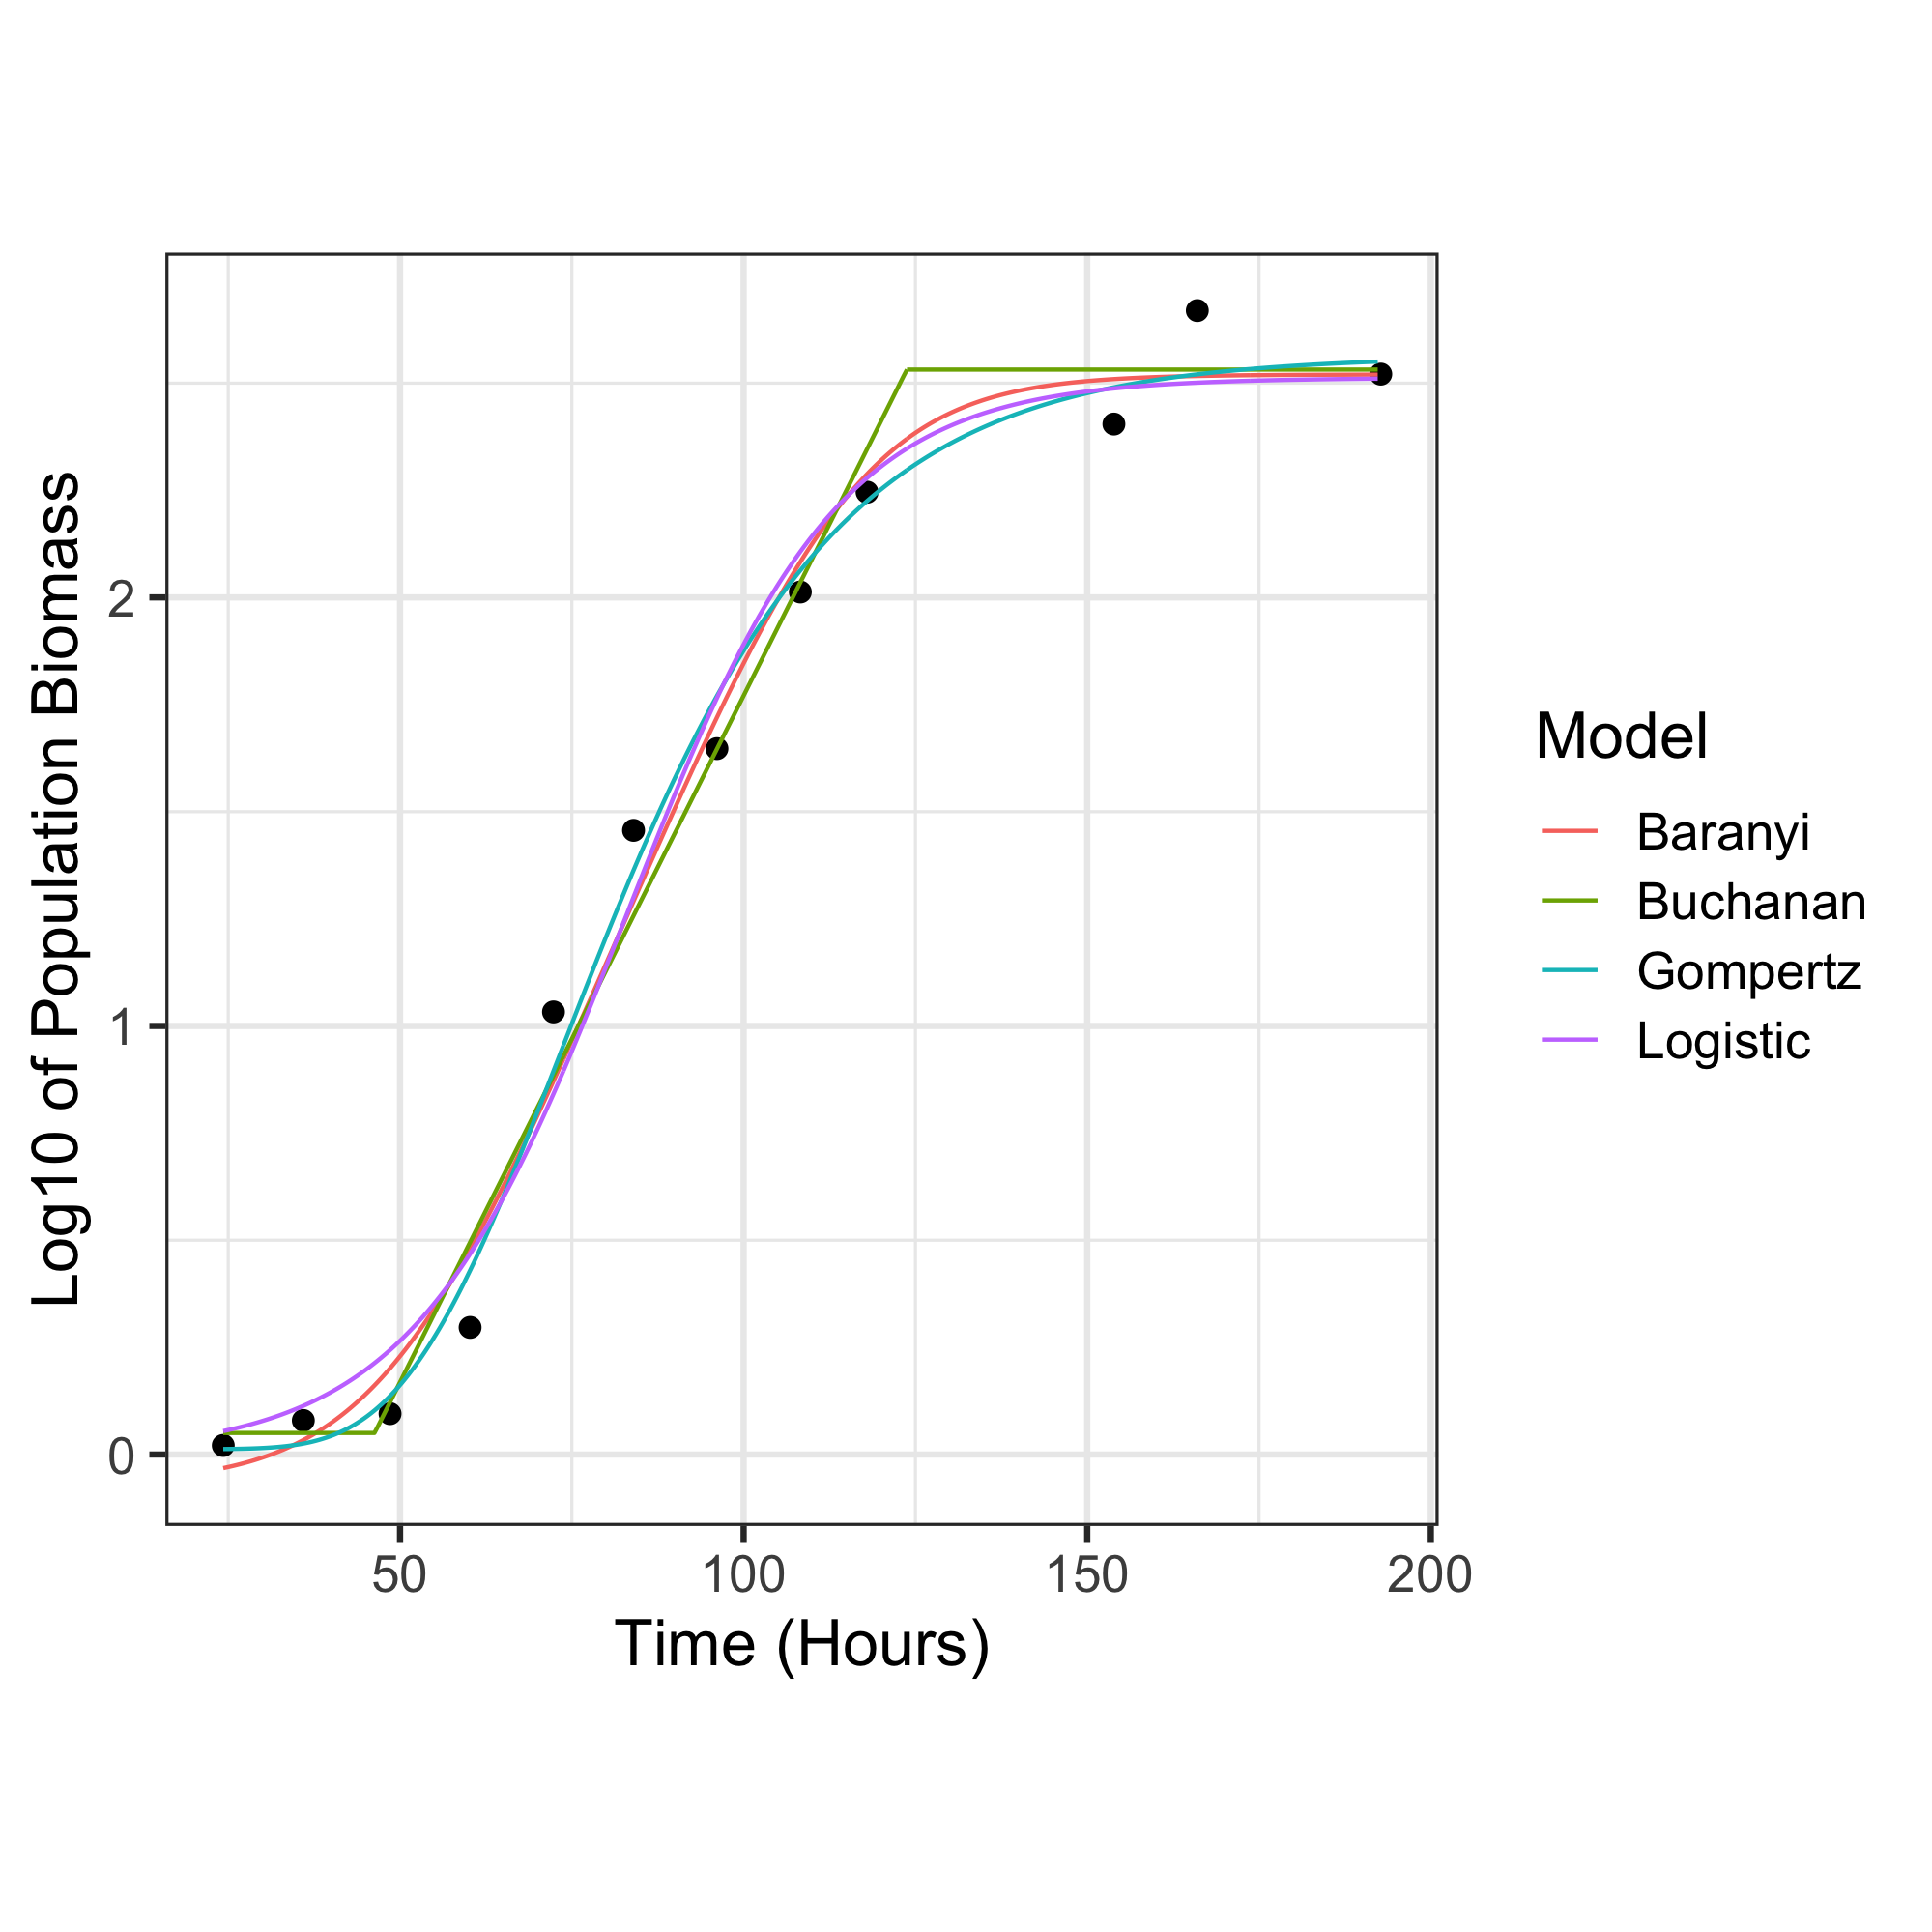 Log10 of Population Biomass
2
1
0
50 100 150 200
Time (Hours)
Model
Baranyi
Buchanan
Gompertz
Logistic